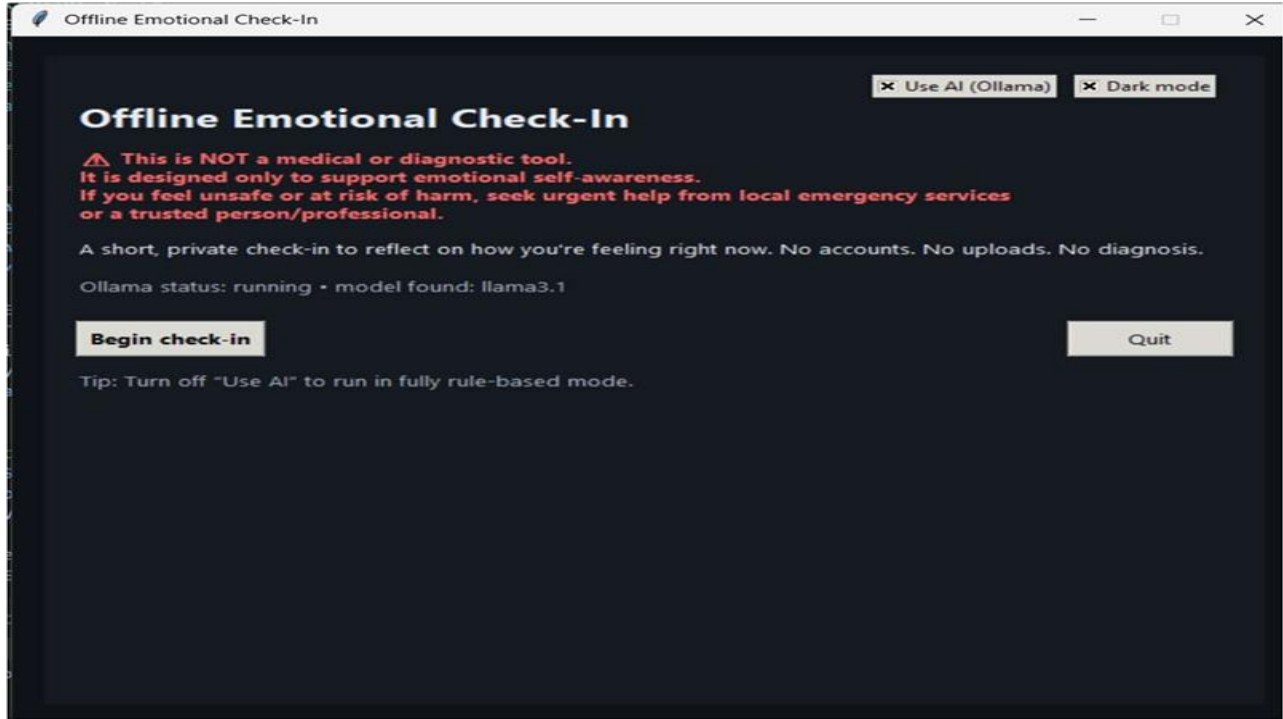 Offline Emotional Check-In
Use AI (Ollama) Dark mode
Offline Emotional Check-In
⚠ This is NOT a medical or diagnostic tool.
It is designed only to support emotional self-awareness.
If you feel unsafe or at risk of harm, seek urgent help from local emergency services
or a trusted person/professional.
A short, private check-in to reflect on how you're feeling right now. No accounts. No uploads. No diagnosis.
Ollama status: running • model found: llama3.1
Begin check-in Quit
Tip: Turn off "Use AI" to run in fully rule-based mode.